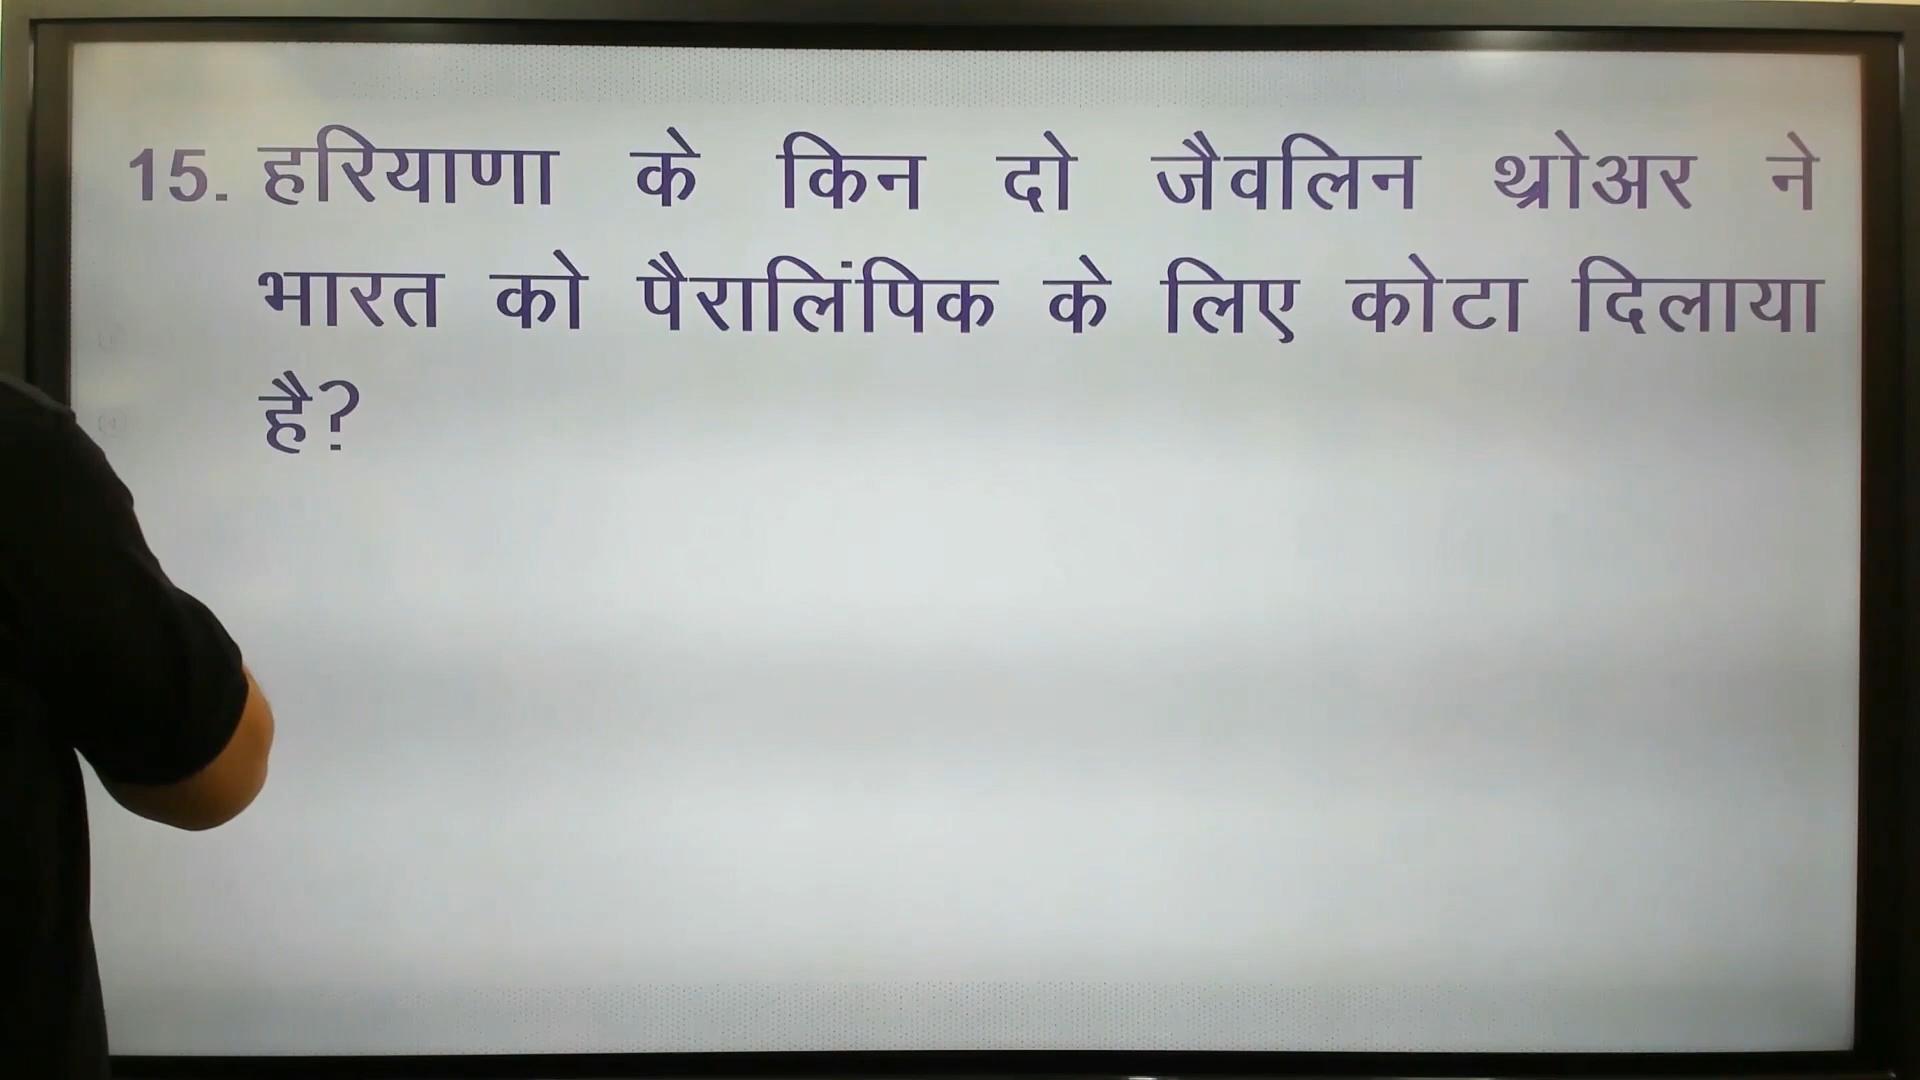 15. हरियाणा के किन दो जैवलिन थ्रोअर ने
भारत को पैरालिंपिक के लिए कोटा दिलाया
है?